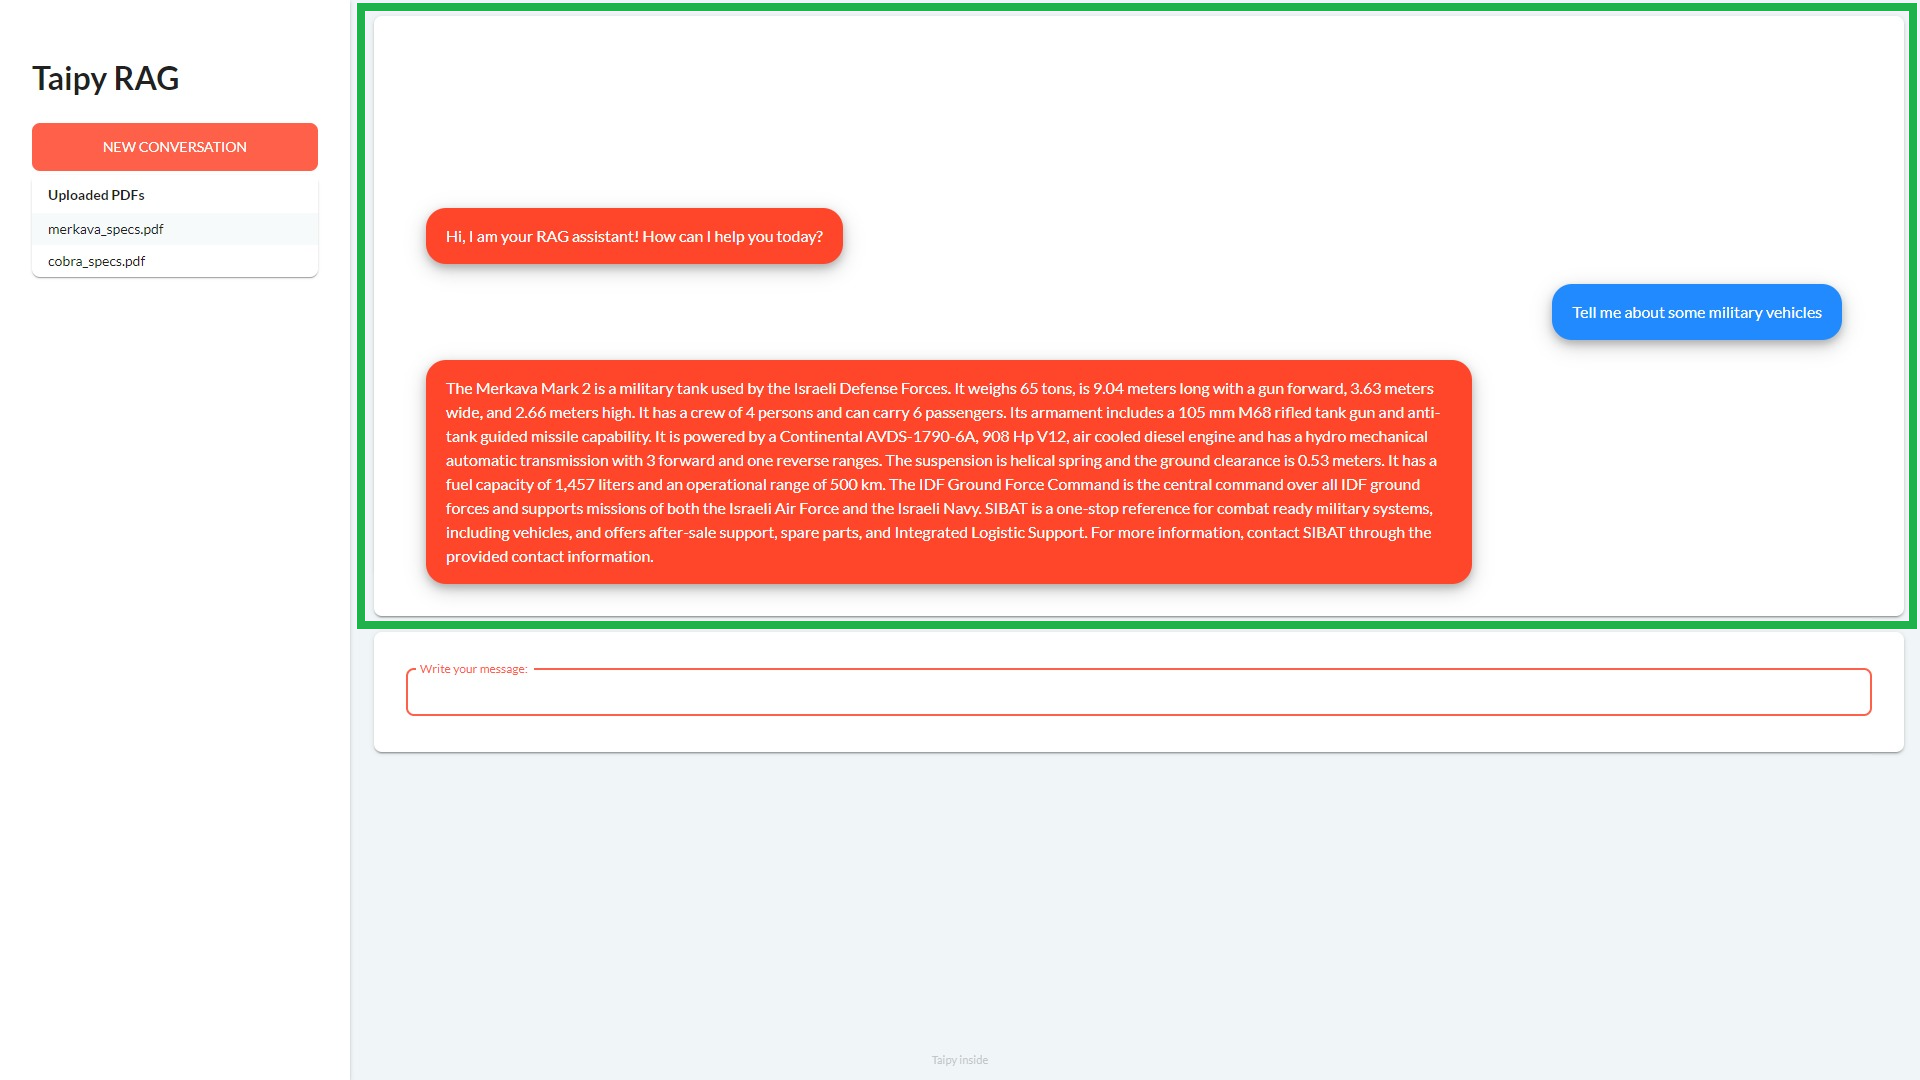 Taipy RAG
NEW CONVERSATION
Uploaded PDFs
merkava_specs.pdf
cobra_specs.pdf
Hi, I am your RAG assistant! How can I help you today?
Tell me about some military vehicles
The Merkava Mark 2 is a military tank used by the Israeli Defense Forces. It weighs 65 tons, is 9.04 meters long with a gun forward, 3.63 meters
wide, and 2.66 meters high. It has a crew of 4 persons and can carry 6 passengers. Its armament includes a 105 mm M68 rifled tank gun and anti-
tank guided missile capability. It is powered by a Continental AVDS-1790-6A, 908 Hp V12, air cooled diesel engine and has a hydro mechanical
automatic transmission with 3 forward and one reverse ranges. The suspension is helical spring and the ground clearance is 0.53 meters. It has a
fuel capacity of 1,457 liters and an operational range of 500 km. The IDF Ground Force Command is the central command over all IDF ground
forces and supports missions of both the Israeli Air Force and the Israeli Navy. SIBAT is a one-stop reference for combat ready military systems,
including vehicles, and offers after-sale support, spare parts, and Integrated Logistic Support. For more information, contact SIBAT through the
provided contact information.
Write your message:
Taipy inside